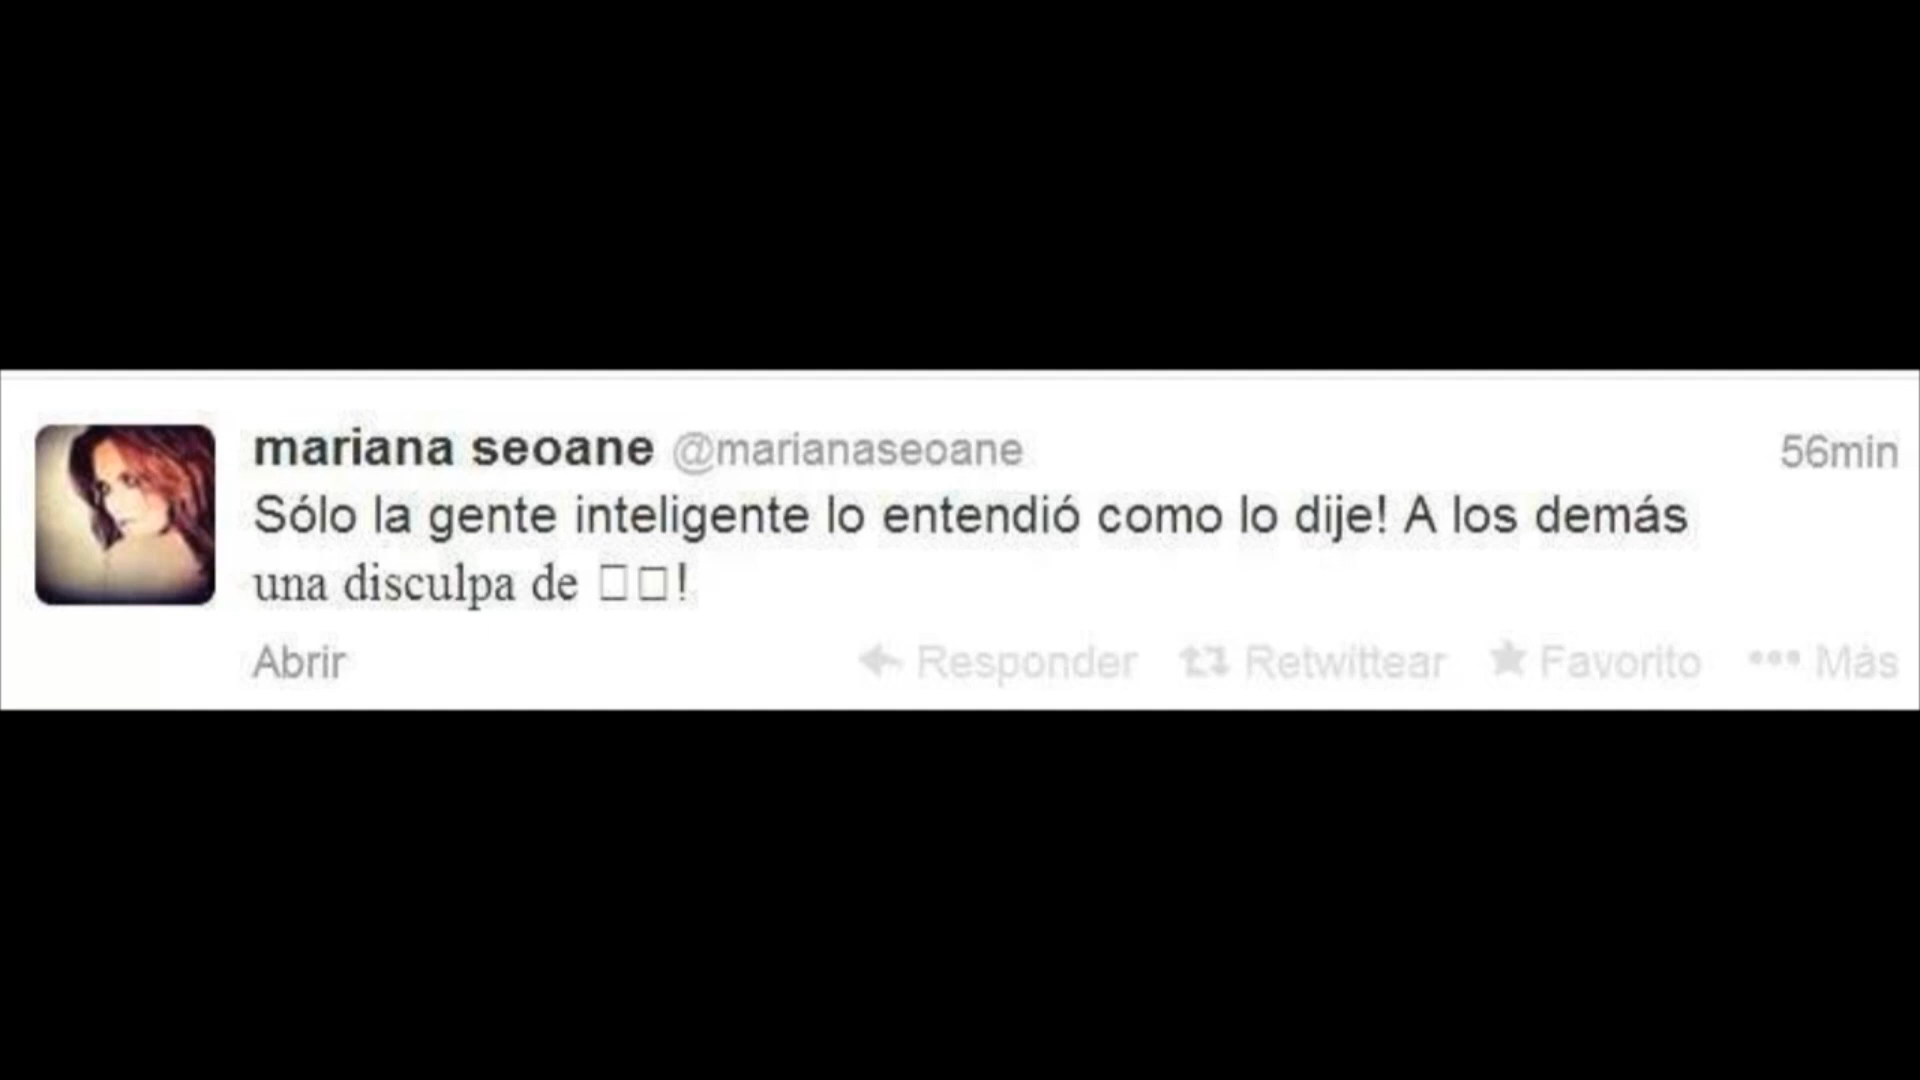 mariana seoane @marianaseoane 56min
Sólo la gente inteligente lo entendió como lo dije! A los demás
una disculpa de □□!
Abrir Responder Retwittear Favorito ••• Más